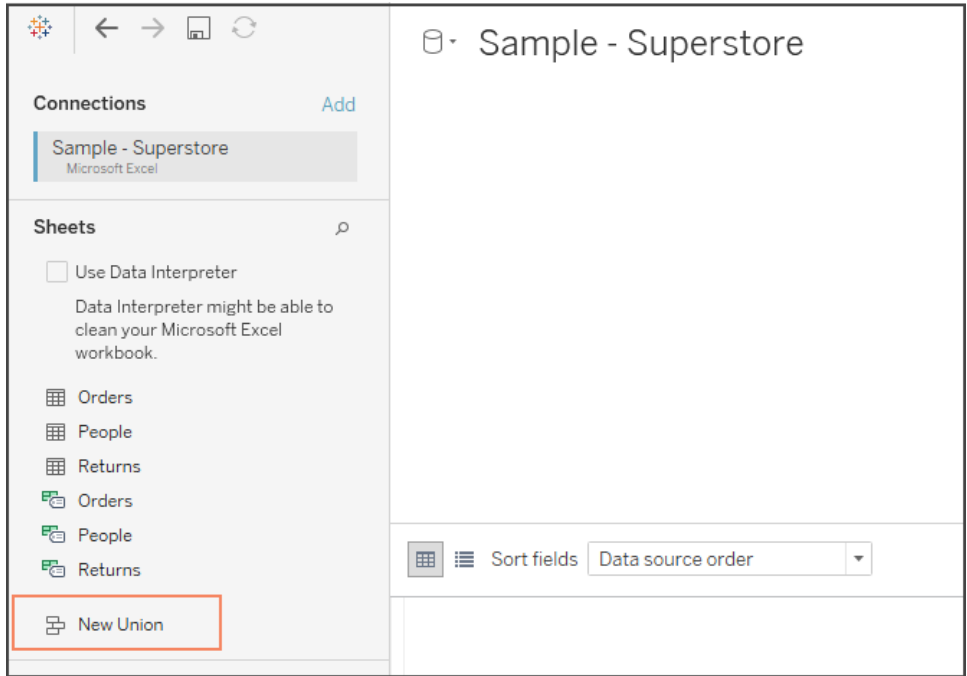 Sample - Superstore
Connections
Add
Sample - Superstore
Microsoft Excel
Sheets
Use Data Interpreter
Data Interpreter might be able to
clean your Microsoft Excel
workbook.
Orders
People
Returns
Orders
People
Returns
New Union
Sort fields
Data source order